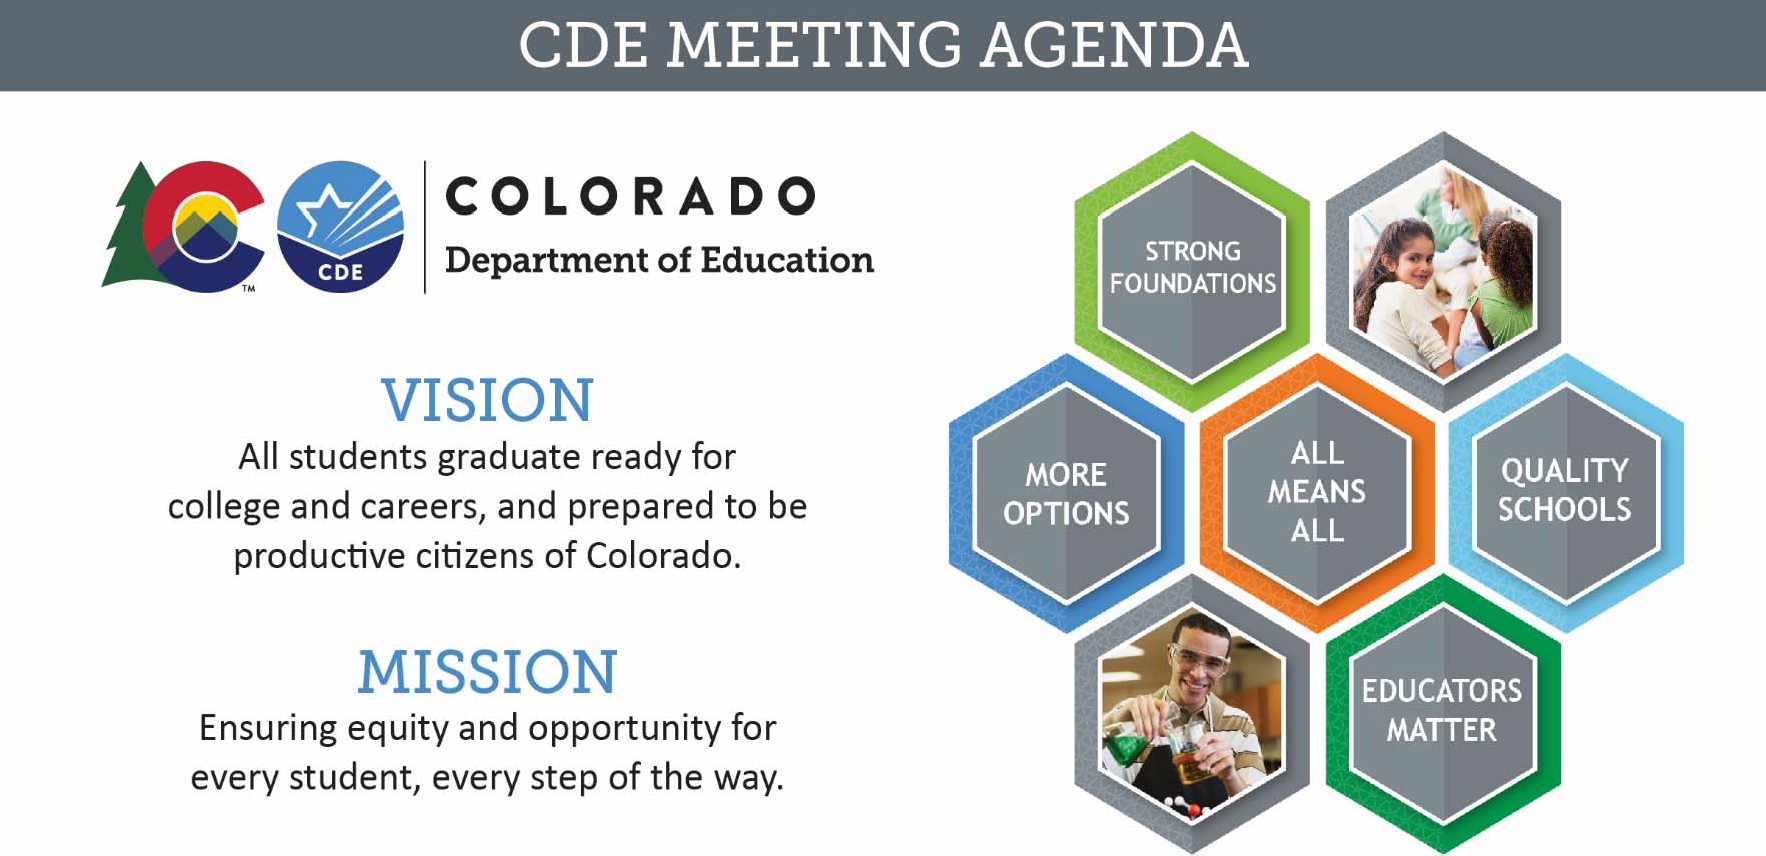 CDE MEETING AGENDA
CDE
TM
COLORADO
Department of Education
VISION
All students graduate ready for
college and careers, and prepared to be
productive citizens of Colorado.
MISSION
Ensuring equity and opportunity for
every student, every step of the way.
STRONG
FOUNDATIONS
MORE
OPTIONS
ALL
MEANS
ALL
QUALITY
SCHOOLS
EDUCATORS
MATTER